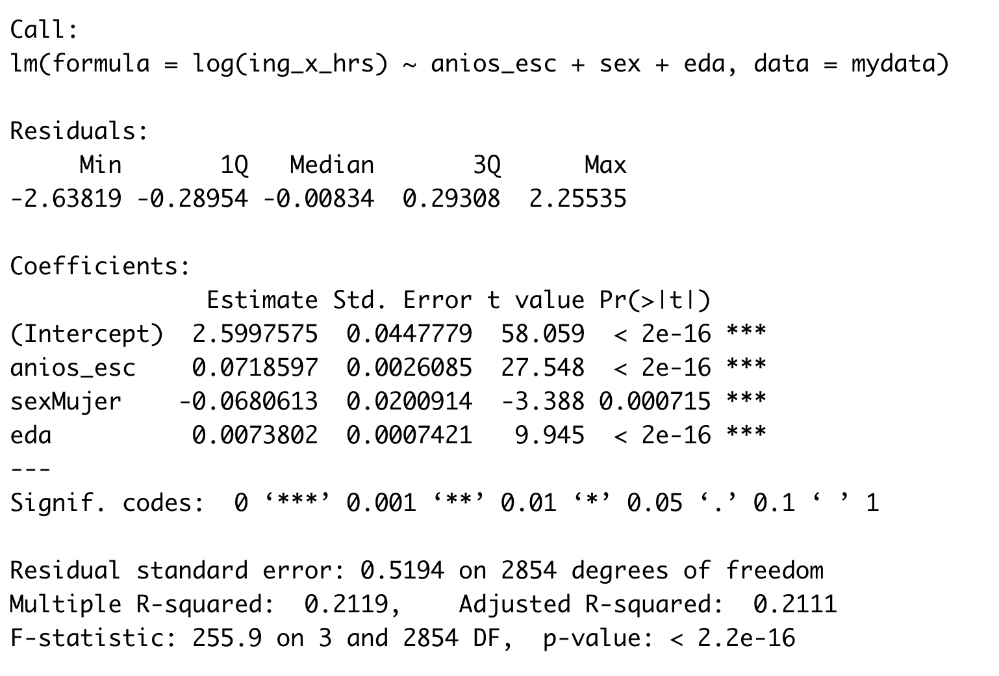 Call:
lm(formula = log(ing_x_hrs) ~ anios_esc + sex + eda, data = mydata)
Residuals:
     Min       1Q   Median       3Q      Max
-2.63819 -0.28954 -0.00834  0.29308  2.25535
Coefficients:
              Estimate Std. Error t value Pr(>|t|)
(Intercept)  2.5997575  0.0447779  58.059  < 2e-16 ***
anios_esc    0.0718597  0.0026085  27.548  < 2e-16 ***
sexMujer    -0.0680613  0.0200914  -3.388 0.000715 ***
eda          0.0073802  0.0007421   9.945  < 2e-16 ***
---
Signif. codes:  0 ‘***’ 0.001 ‘**’ 0.01 ‘*’ 0.05 ‘.’ 0.1 ‘ ’ 1
Residual standard error: 0.5194 on 2854 degrees of freedom
Multiple R-squared:  0.2119,    Adjusted R-squared:  0.2111
F-statistic: 255.9 on 3 and 2854 DF,  p-value: < 2.2e-16